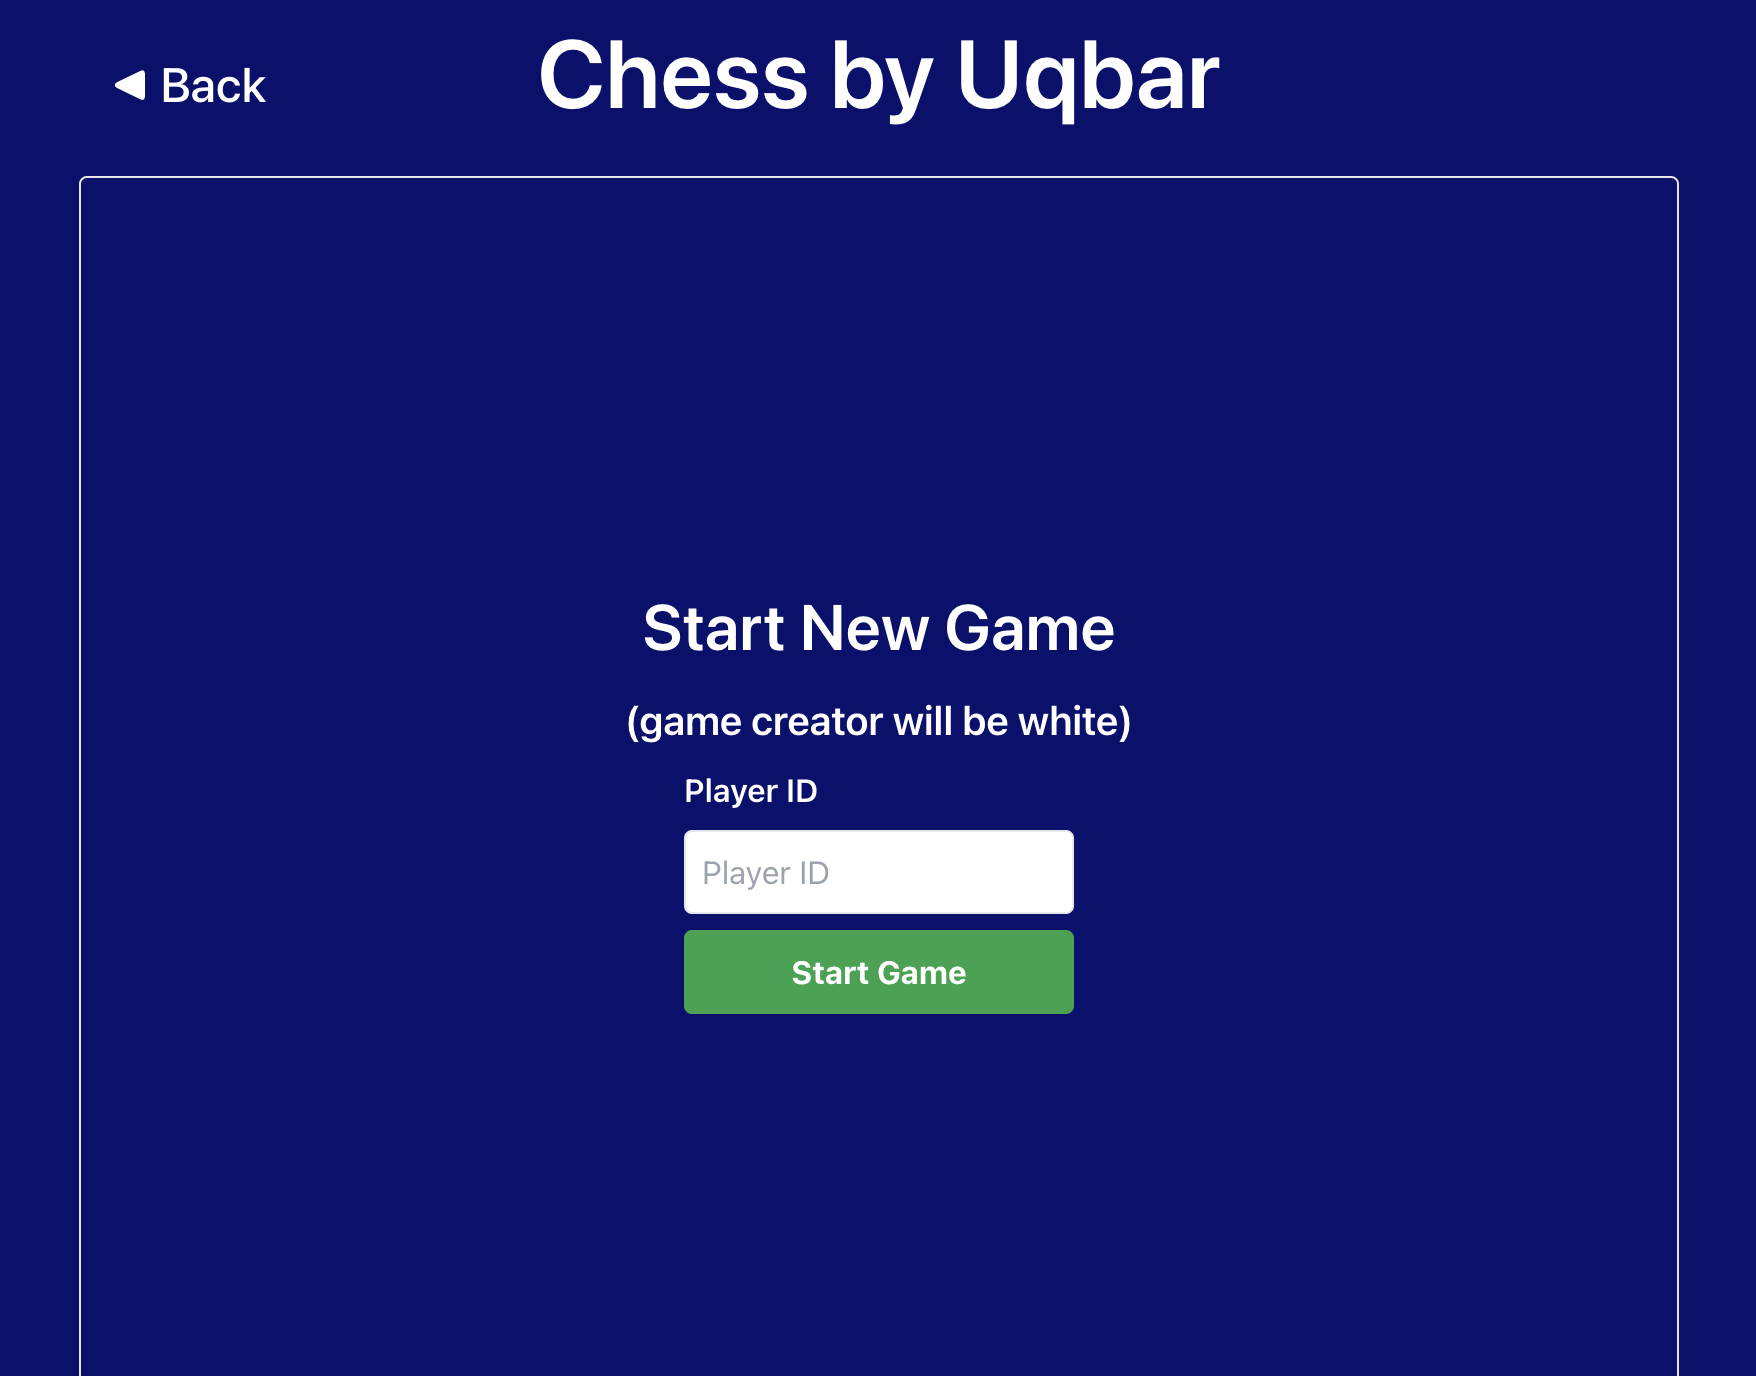 Back
Chess by Uqbar
Start New Game
(game creator will be white)
Player ID
Player ID
Start Game